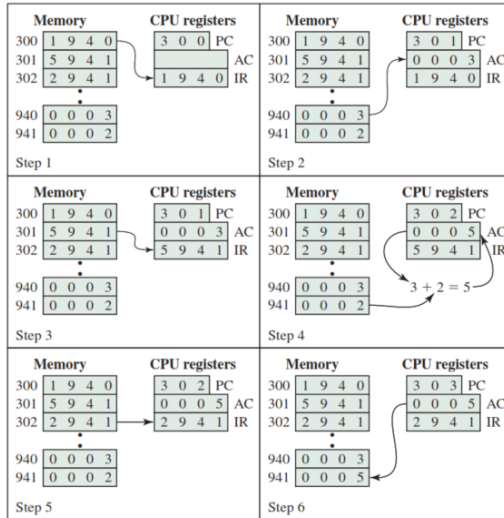 Memory CPU registers
300 1 9 4 0 3 0 0 PC
301 5 9 4 1 AC
302 2 9 4 1 1 9 4 0 IR
940 0 0 0 3
941 0 0 0 2
Step 1
Memory CPU registers
300 1 9 4 0 3 0 1 PC
301 5 9 4 1 0 0 0 3 AC
302 2 9 4 1 1 9 4 0 IR
940 0 0 0 3
941 0 0 0 2
Step 2
Memory CPU registers
300 1 9 4 0 3 0 1 PC
301 5 9 4 1 0 0 0 3 AC
302 2 9 4 1 5 9 4 1 IR
940 0 0 0 3
941 0 0 0 2
Step 3
Memory CPU registers
300 1 9 4 0 3 0 2 PC
301 5 9 4 1 0 0 0 5 AC
302 2 9 4 1 5 9 4 1 IR
940 0 0 0 3 3 + 2 = 5
941 0 0 0 2
Step 4
Memory CPU registers
300 1 9 4 0 3 0 2 PC
301 5 9 4 1 0 0 0 5 AC
302 2 9 4 1 2 9 4 1 IR
940 0 0 0 3
941 0 0 0 2
Step 5
Memory CPU registers
300 1 9 4 0 3 0 3 PC
301 5 9 4 1 0 0 0 5 AC
302 2 9 4 1 2 9 4 1 IR
940 0 0 0 3
941 0 0 0 5
Step 6